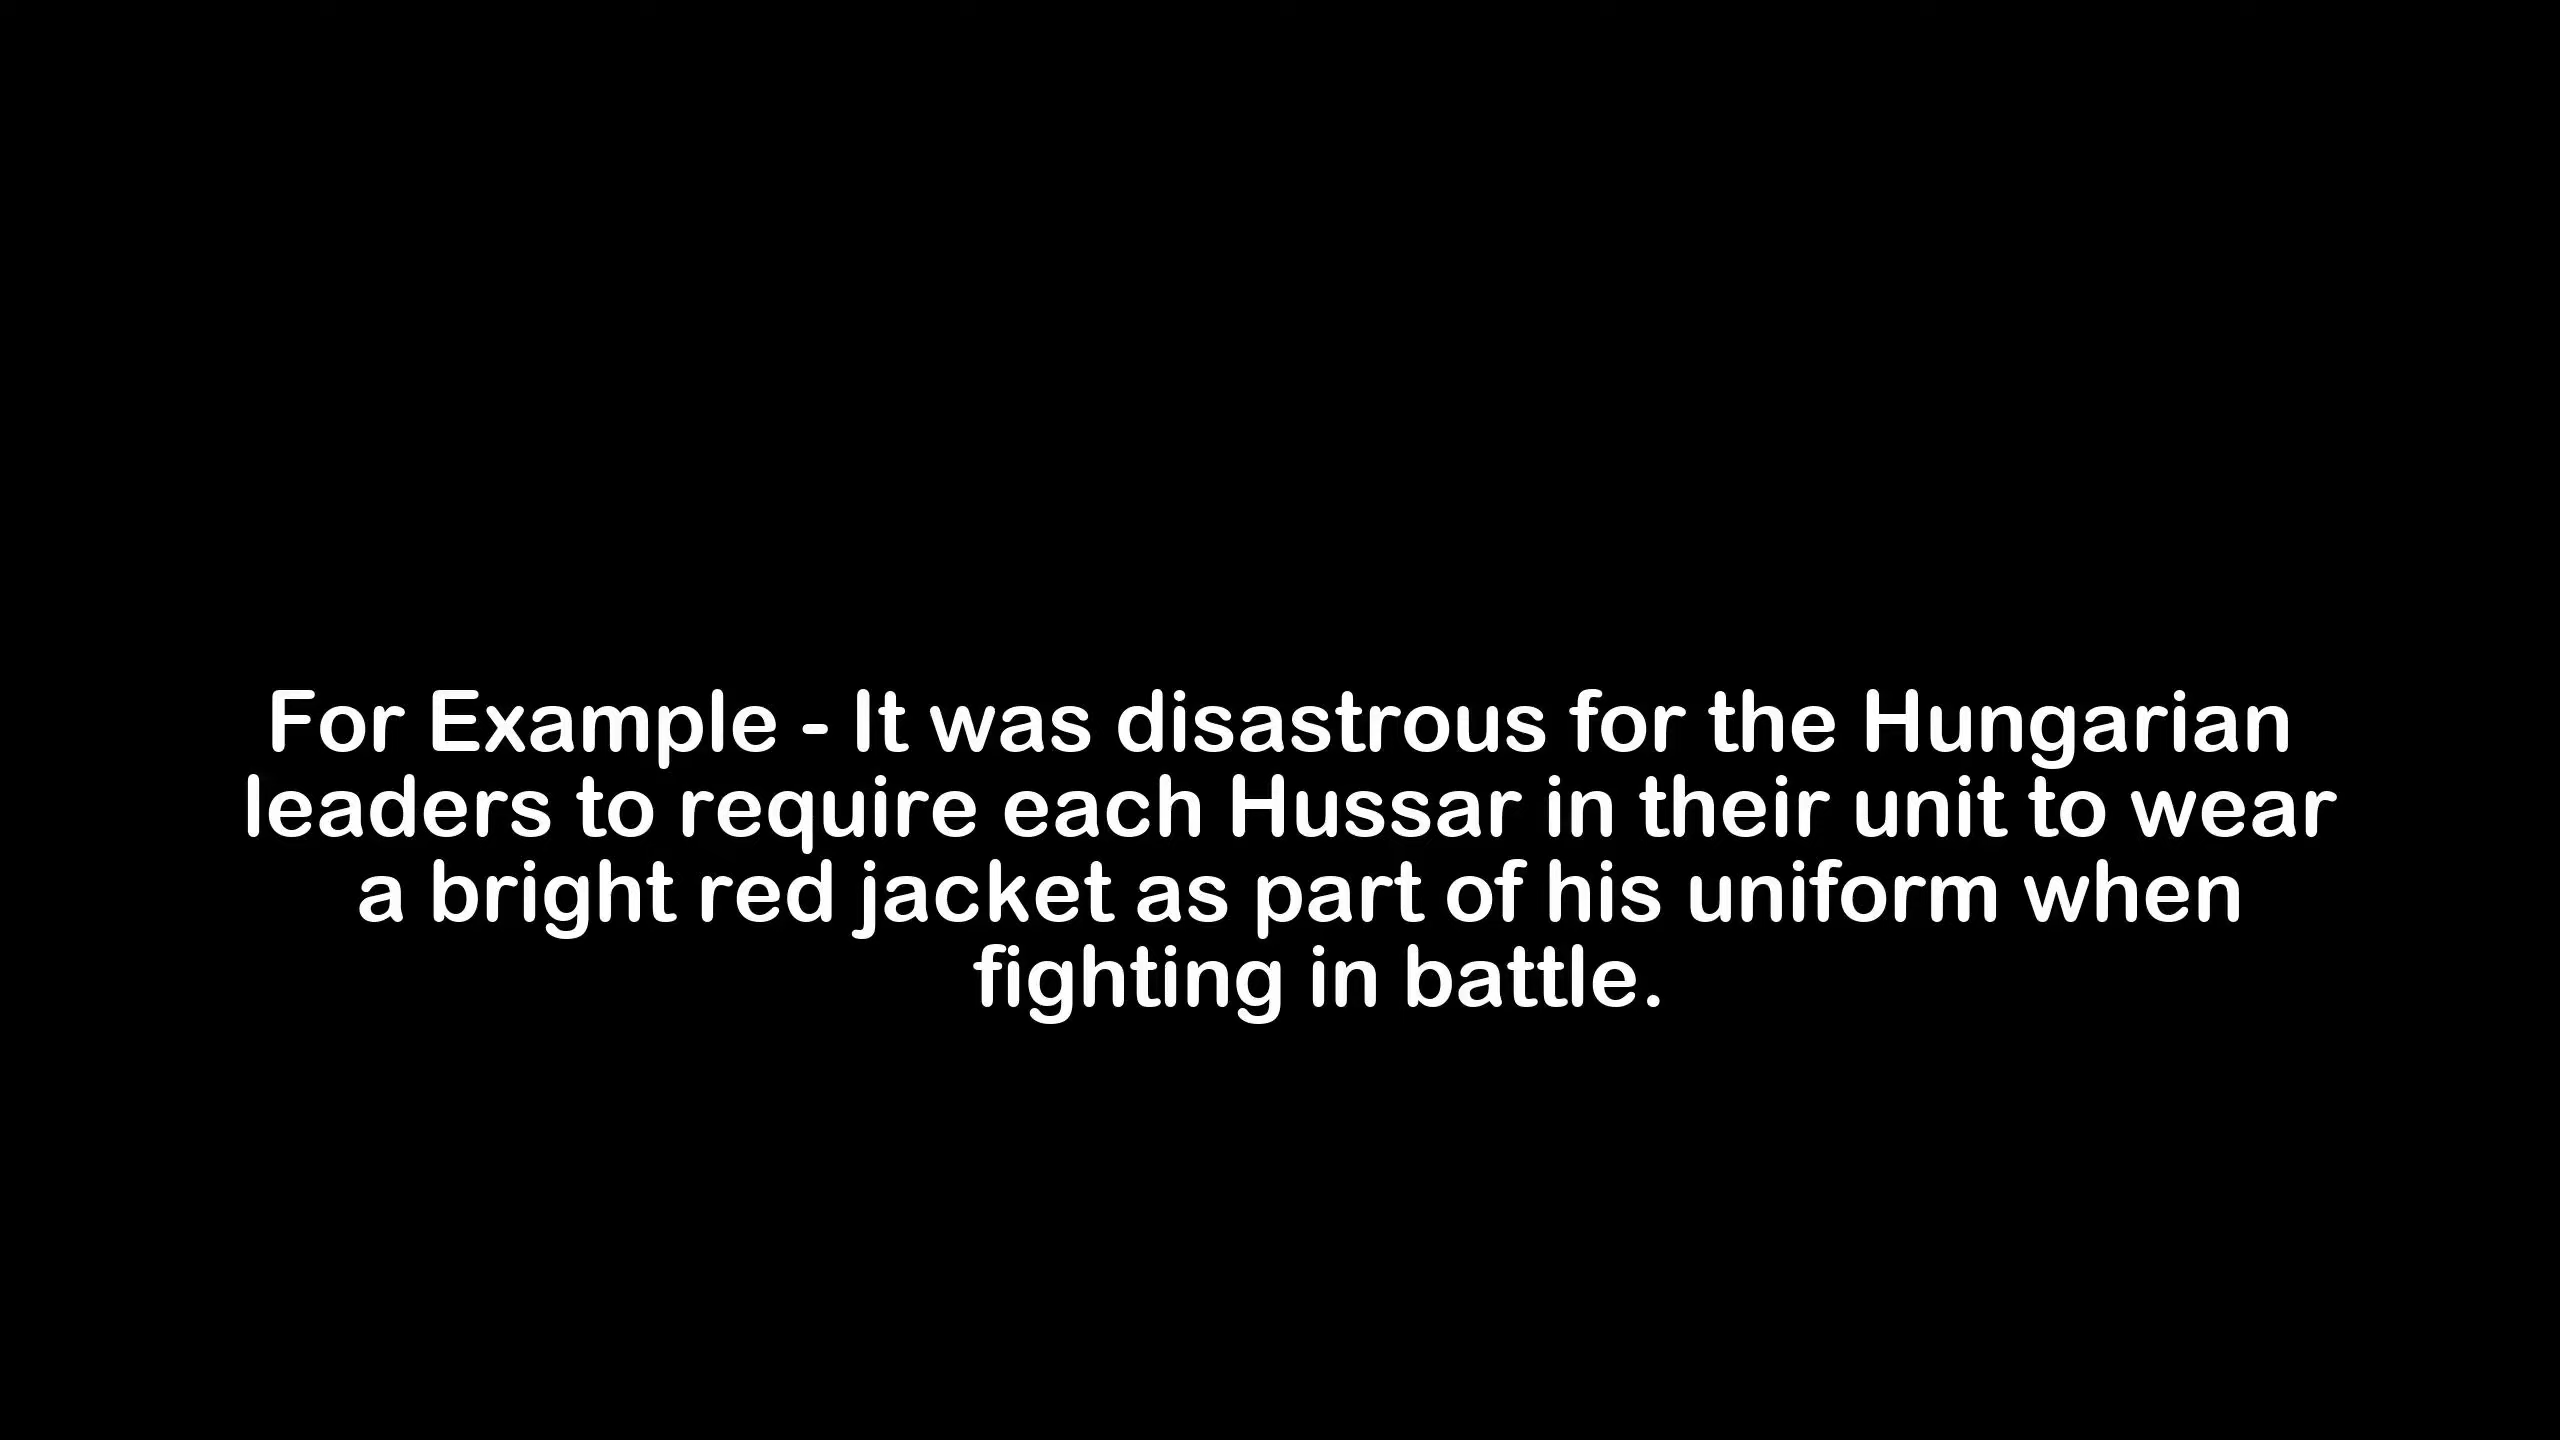 For Example - It was disastrous for the Hungarian
leaders to require each Hussar in their unit to wear
a bright red jacket as part of his uniform when
fighting in battle.